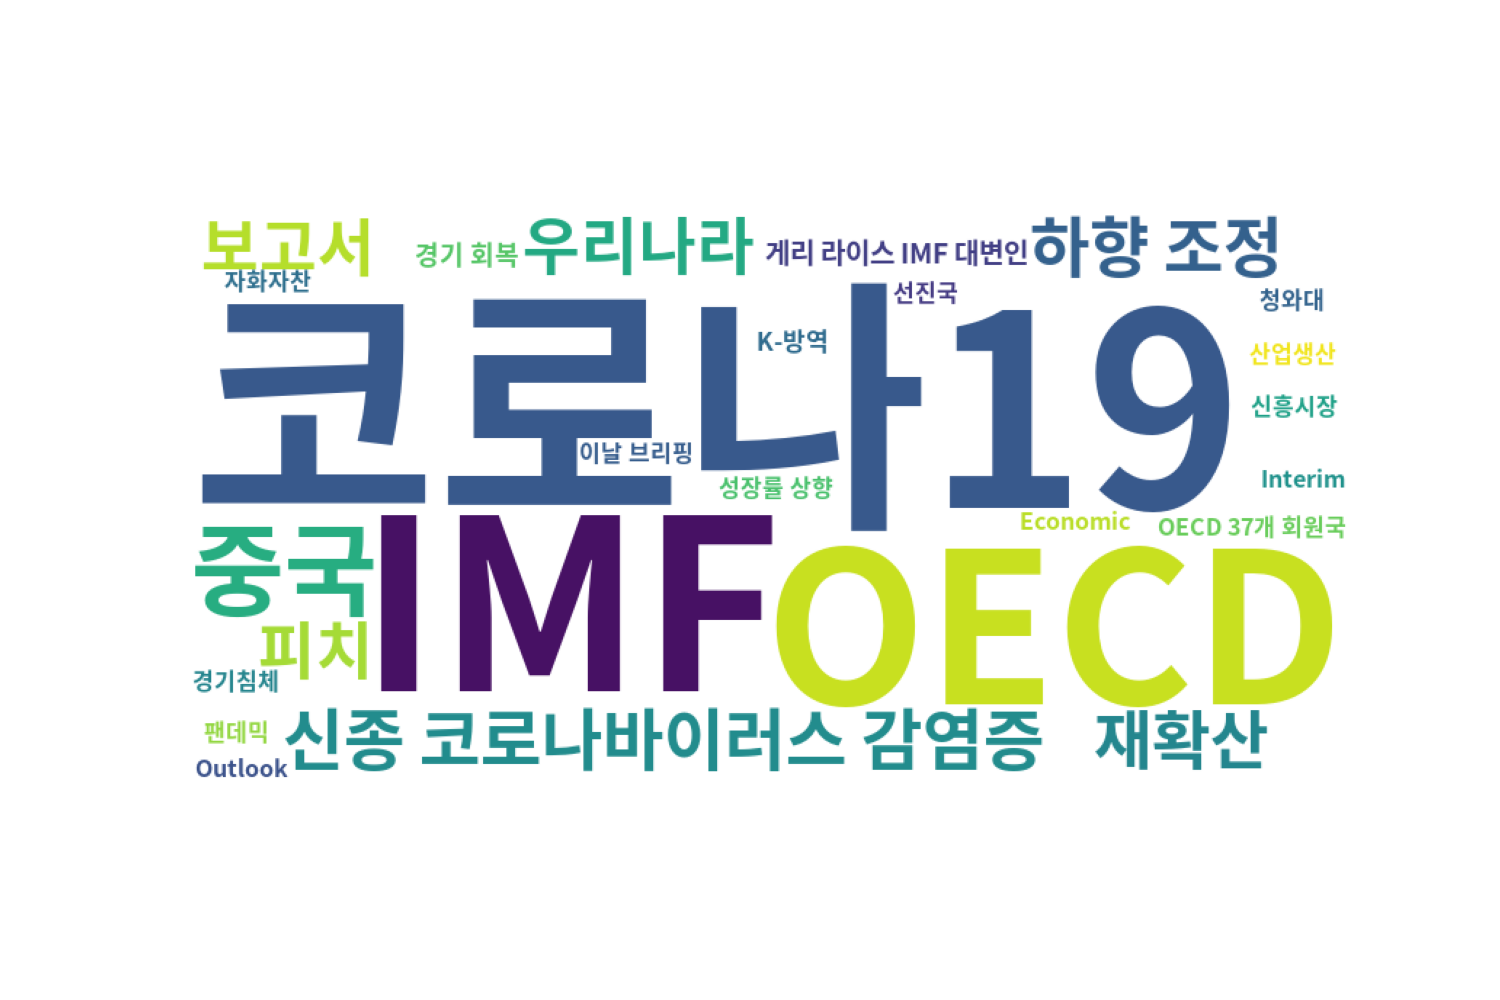 보고서
경기 회복
우리나라
게리 라이스 IMF 대변인
하향 조정
자화자찬
선진국
청와대
코로나19
K-방역
산업생산
신흥시장
이날 브리핑
성장률 상향
Interim
Economic
OECD 37개 회원국
중국
IMF
OECD
피치
경기침체
팬데믹
신종 코로나바이러스 감염증
재확산
Outlook